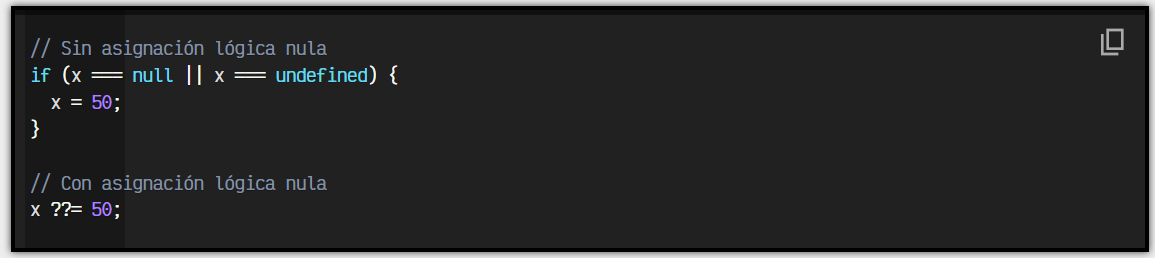 // Sin asignación lógica nula
if (x === null || x === undefined) {
  x = 50;
}

// Con asignación lógica nula
x ??= 50;